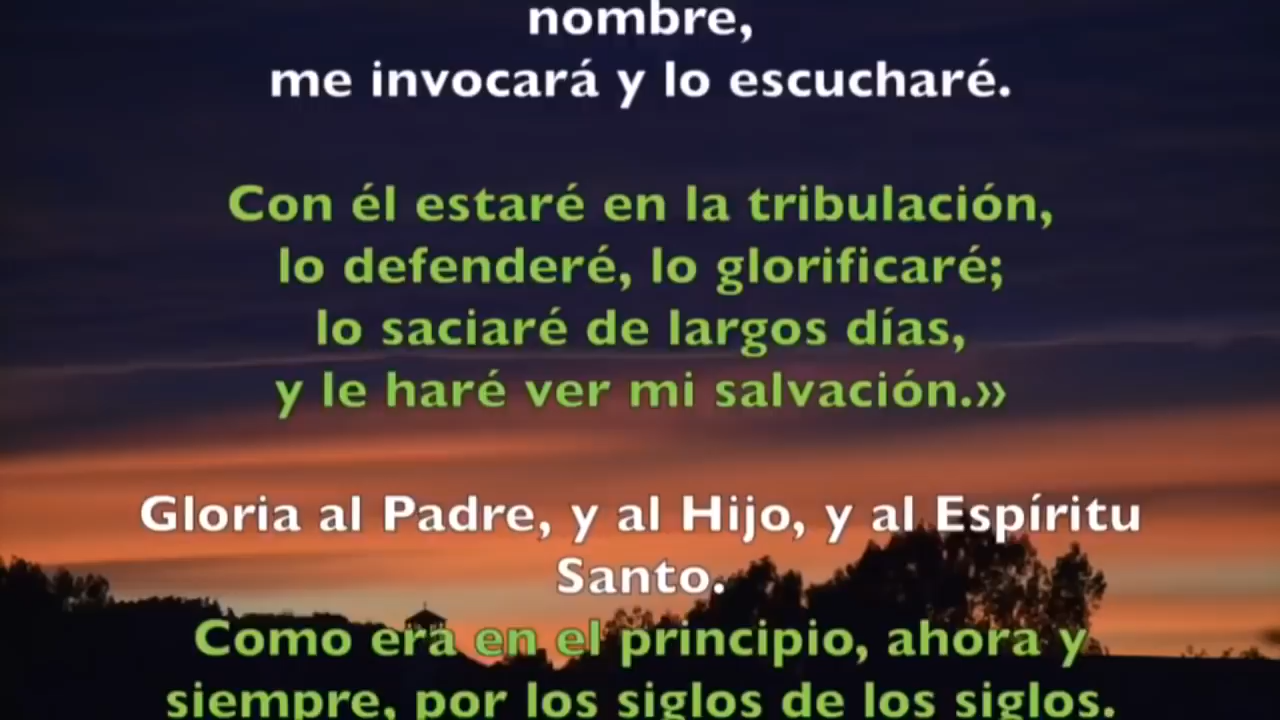 nombre,
me invocará y lo escucharé.
Con él estaré en la tribulación,
lo defenderé, lo glorificaré;
lo saciaré de largos días,
y le haré ver mi salvación.»
Gloria al Padre, y al Hijo, y al Espíritu
Santo.
Como era en el principio, ahora y
siempre, por los siglos de los siglos.